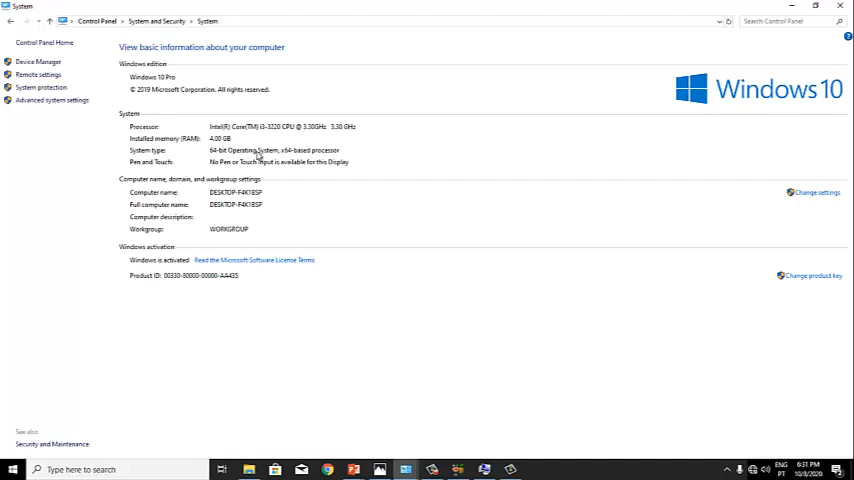 System
Control Panel > System and Security > System
Search Control Panel
Control Panel Home
Device Manager
Remote settings
System protection
Advanced system settings
View basic information about your computer
Windows edition
Windows 10 Pro
© 2019 Microsoft Corporation. All rights reserved.
Windows 10
System
Processor: Intel(R) Core(TM) i3-3220 CPU @ 3.30GHz 3.30 GHz
Installed memory (RAM): 4.00 GB
System type: 64-bit Operating System, x64-based processor
Pen and Touch: No Pen or Touch Input is available for this Display
Computer name, domain, and workgroup settings
Computer name: DESKTOP-F4K1BSP
Change settings
Full computer name: DESKTOP-F4K1BSP
Computer description:
Workgroup: WORKGROUP
Windows activation
Windows is activated Read the Microsoft Software License Terms
Product ID: 00330-80000-00000-AA435
Change product key
See also
Security and Maintenance
Type here to search
ENG
PT
6:31 PM
10/8/2020
2